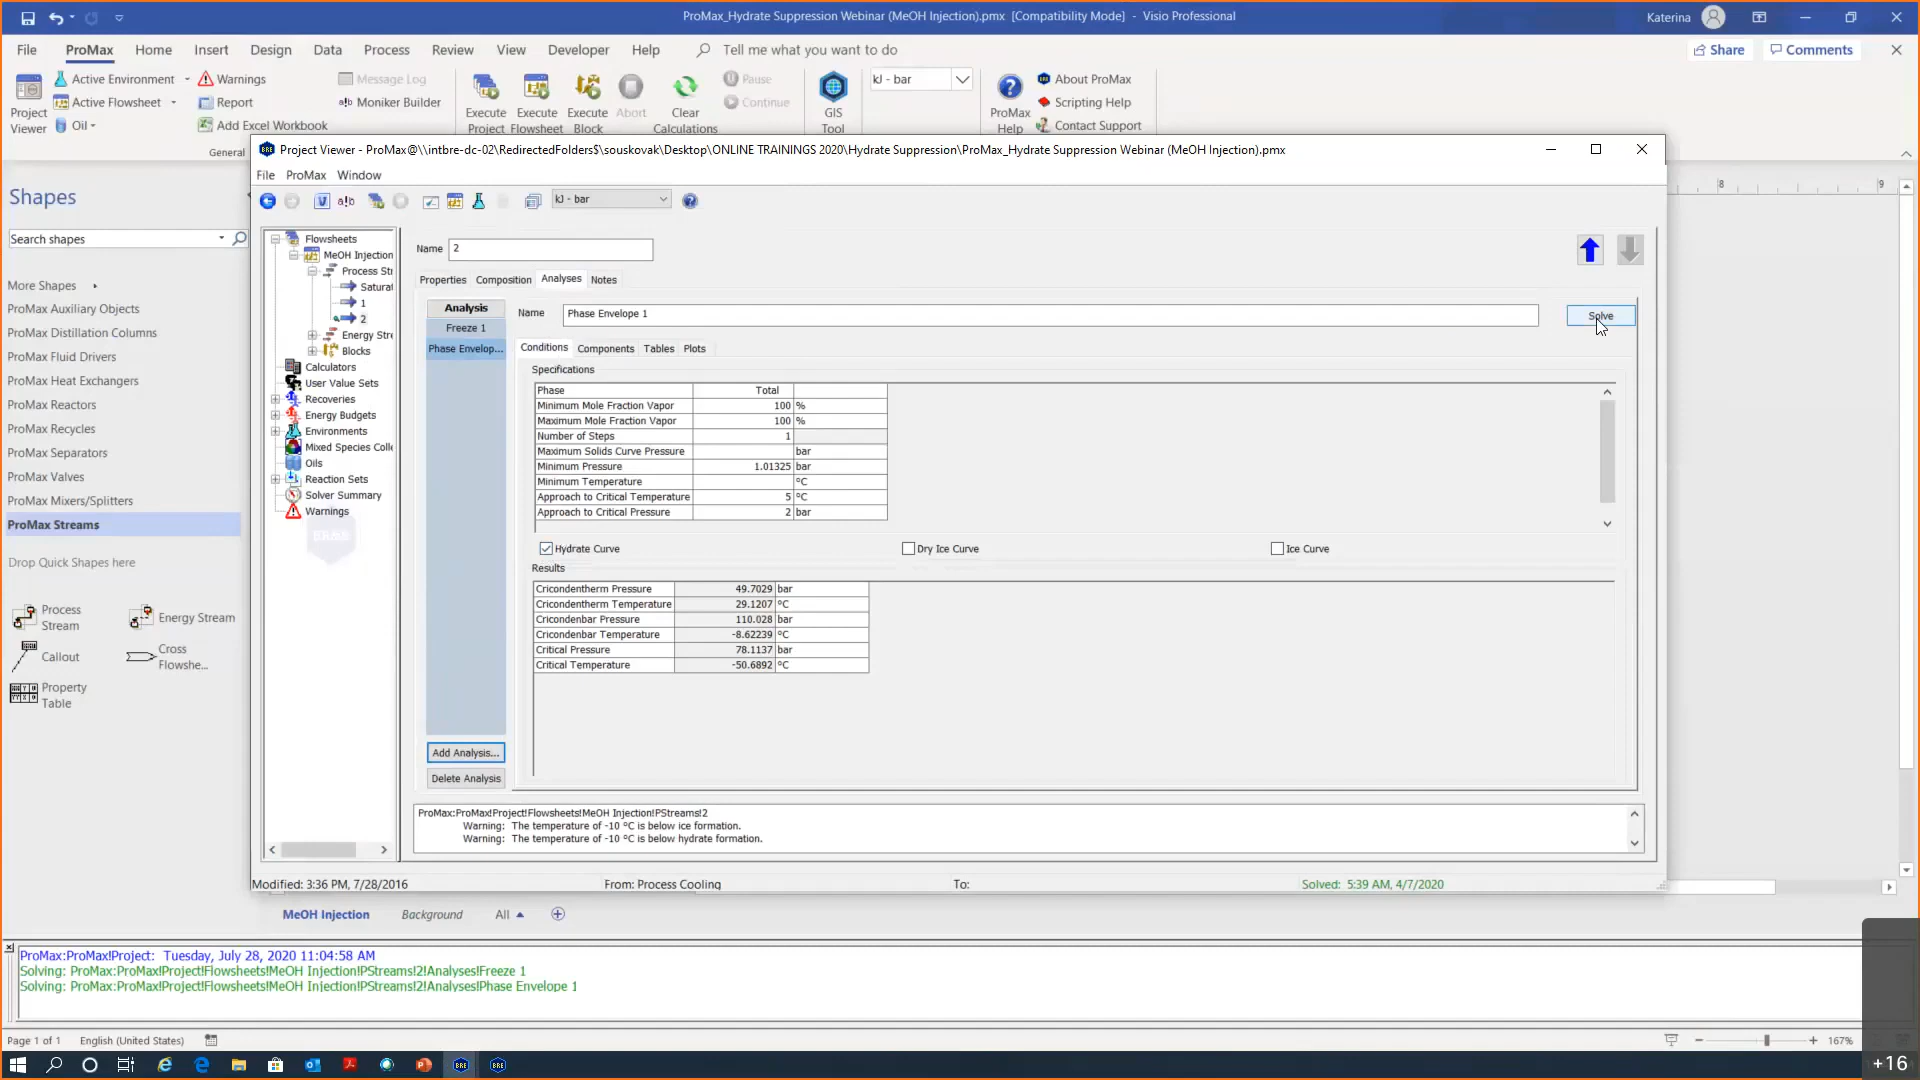 ProMax_Hydrate Suppression Webinar (MeOH Injection).pmx [Compatibility Mode] - Visio Professional
Katerina
File ProMax Home Insert Design Data Process Review View Developer Help Tell me what you want to do
Share Comments
Project Viewer
Active Environment
Active Flowsheet
Oil
Warnings
Report
Add Excel Workbook
Message Log
a!b Moniker Builder
General
Execute Project
Execute Flowsheet
Execute Block
Abort
Clear Calculations
Pause
Continue
GIS Tool
kJ - bar
ProMax Help
About ProMax
Scripting Help
Contact Support
Project Viewer - ProMax@\\intbre-dc-02\RedirectedFolders$\souskovak\Desktop\ONLINE TRAININGS 2020\Hydrate Suppression\ProMax_Hydrate Suppression Webinar (MeOH Injection).pmx
File ProMax Window
a!b
kJ - bar
8 9
Shapes
Search shapes
More Shapes
ProMax Auxiliary Objects
ProMax Distillation Columns
ProMax Fluid Drivers
ProMax Heat Exchangers
ProMax Reactors
ProMax Recycles
ProMax Separators
ProMax Valves
ProMax Mixers/Splitters
ProMax Streams
Drop Quick Shapes here
Process Stream
Energy Stream
Callout
Cross Flowshe...
Property Table
Flowsheets
MeOH Injection
Process Str
Saturat
1
2
Energy Stre
Blocks
Calculators
User Value Sets
Recoveries
Energy Budgets
Environments
Mixed Species Colle
Oils
Reaction Sets
Solver Summary
Warnings
Name 2
Properties Composition Analyses Notes
Analysis
Freeze 1
Phase Envelop...
Add Analysis...
Delete Analysis
Name Phase Envelope 1
Solve
Conditions Components Tables Plots
Specifications
Phase Total
Minimum Mole Fraction Vapor 100 %
Maximum Mole Fraction Vapor 100 %
Number of Steps 1
Maximum Solids Curve Pressure bar
Minimum Pressure 1.01325 bar
Minimum Temperature °C
Approach to Critical Temperature 5 °C
Approach to Critical Pressure 2 bar
Hydrate Curve Dry Ice Curve Ice Curve
Results
Cricondentherm Pressure 49.7029 bar
Cricondentherm Temperature 29.1207 °C
Cricondenbar Pressure 110.028 bar
Cricondenbar Temperature -8.62239 °C
Critical Pressure 78.1137 bar
Critical Temperature -50.6892 °C
ProMax:ProMax!Project!Flowsheets!MeOH Injection!PStreams!2
Warning: The temperature of -10 °C is below ice formation.
Warning: The temperature of -10 °C is below hydrate formation.
Modified: 3:36 PM, 7/28/2016 From: Process Cooling To: Solved: 5:39 AM, 4/7/2020
MeOH Injection Background All
ProMax:ProMax!Project: Tuesday, July 28, 2020 11:04:58 AM
Solving: ProMax:ProMax!Project!Flowsheets!MeOH Injection!PStreams!2!Analyses!Freeze 1
Solving: ProMax:ProMax!Project!Flowsheets!MeOH Injection!PStreams!2!Analyses!Phase Envelope 1
Page 1 of 1 English (United States) 167%
+16